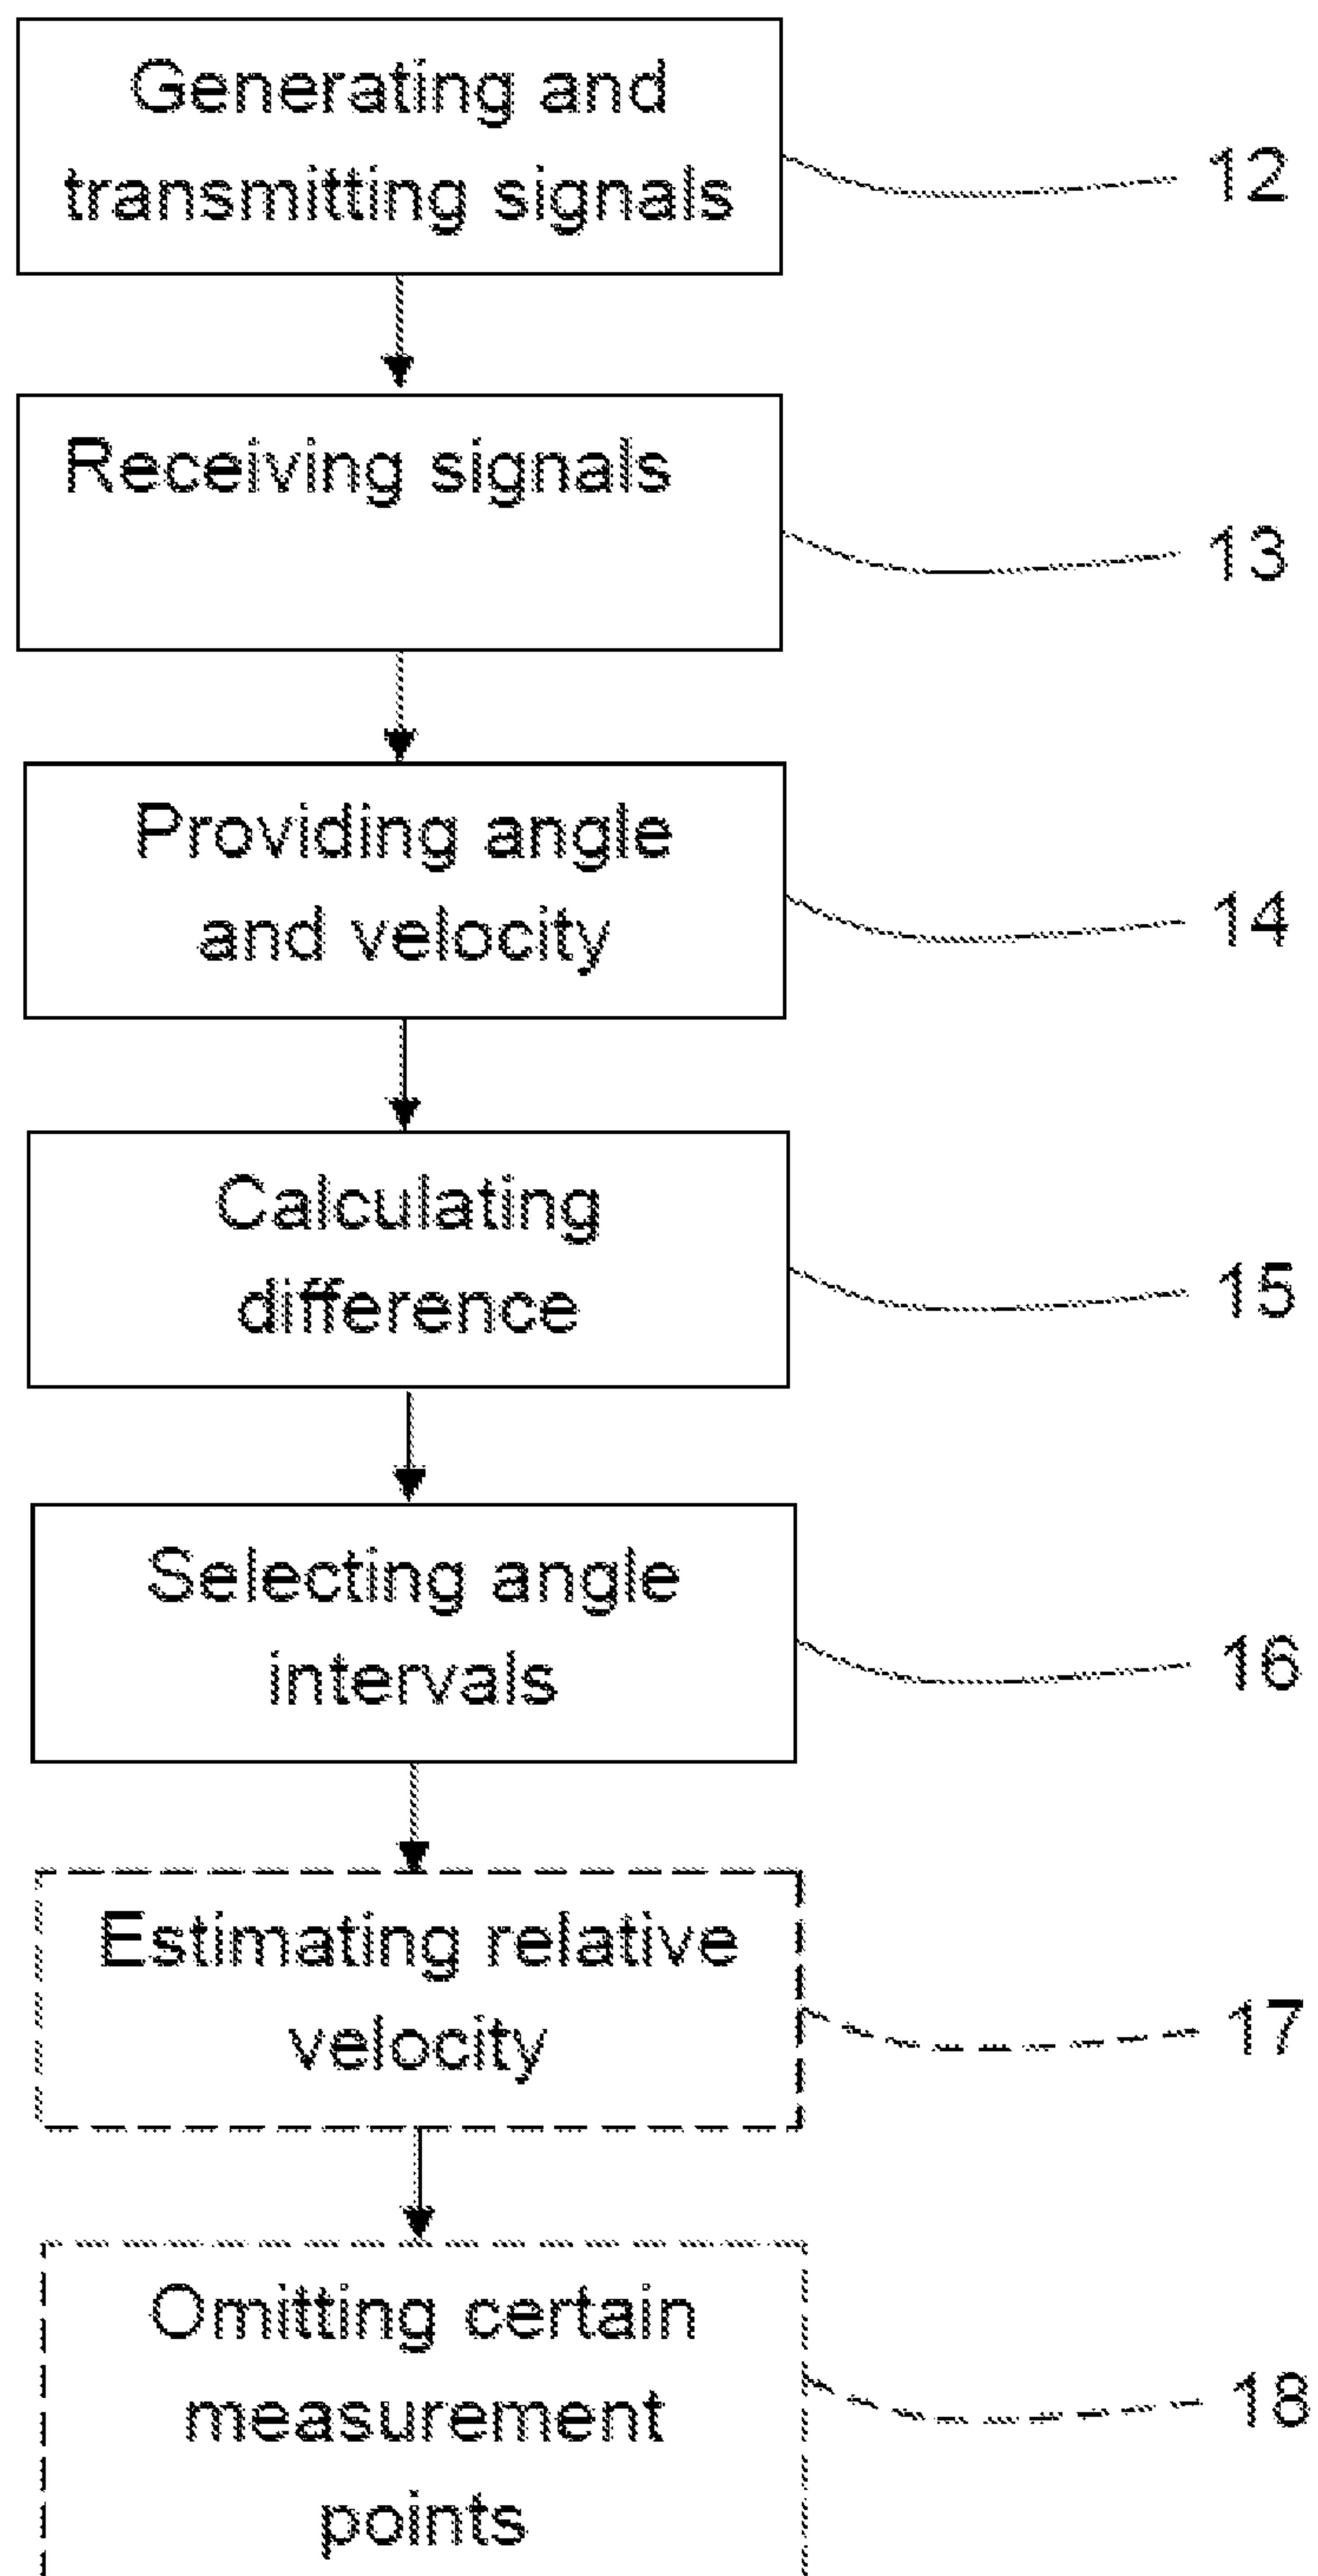 Generating and
transmitting signals
12
Receiving signals
13
Providing angle
and velocity
14
Calculating
difference
15
Selecting angle
intervals
16
Estimating relative
velocity
17
Omitting certain
measurement
points
18